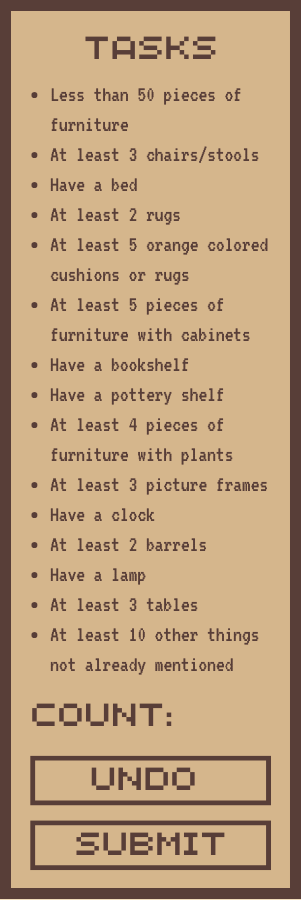 TASKS
• Less than 50 pieces of
furniture
• At least 3 chairs/stools
• Have a bed
• At least 2 rugs
• At least 5 orange colored
cushions or rugs
• At least 5 pieces of
furniture with cabinets
• Have a bookshelf
• Have a pottery shelf
• At least 4 pieces of
furniture with plants
• At least 3 picture frames
• Have a clock
• At least 2 barrels
• Have a lamp
• At least 3 tables
• At least 10 other things
not already mentioned
COUNT:
UNDO
SUBMIT